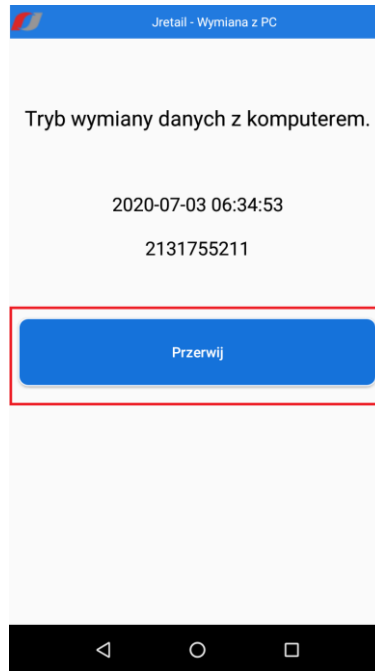 Jretail - Wymiana z PC
Tryb wymiany danych z komputerem.
2020-07-03 06:34:53
2131755211
Przerwij